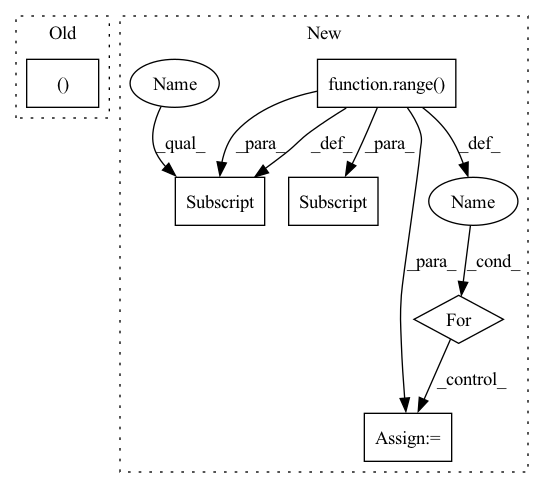 Old
New
()
Name
function.range()
_qual_
_para_
_def_
_para_
_def_
Subscript
Subscript
Name
_para_
_cond_
For
_control_
Assign:=